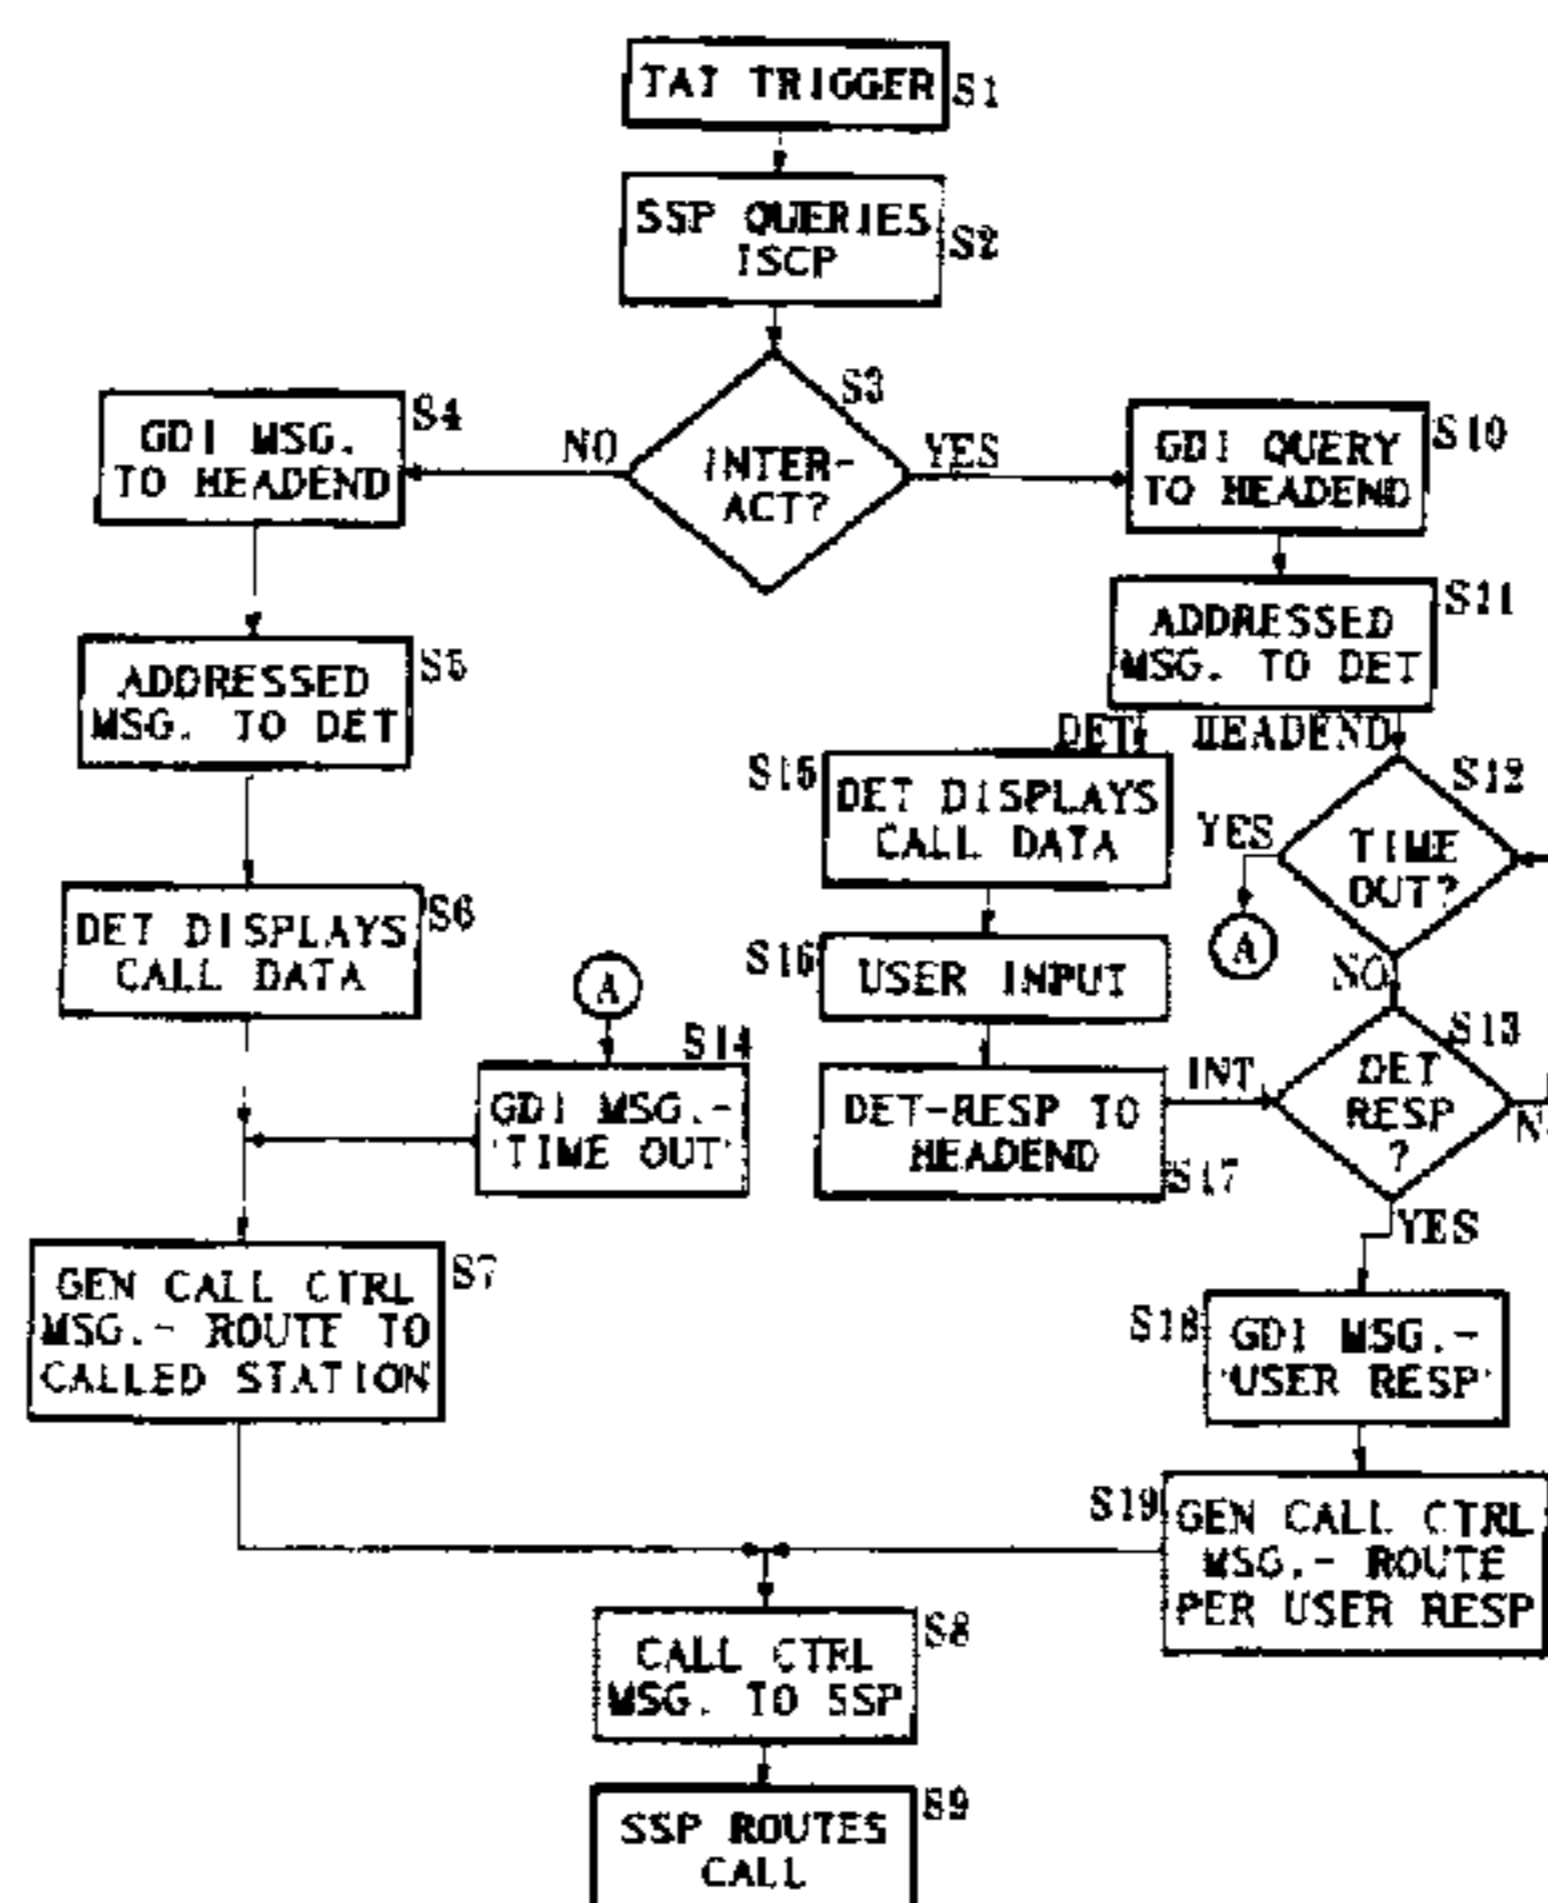 TAT TRIGGER
S1
SSP QUERIES
ISCP
S2
S3
INTER-
ACT?
NO
YES
S4
GDI MSG.
TO HEADEND
S5
ADDRESSED
MSG. TO DET
S6
DET DISPLAYS
CALL DATA
A
S14
GDI MSG.-
'TIME OUT'
S7
GEN CALL CTRL
MSG.- ROUTE TO
CALLED STATION
S10
GDI QUERY
TO HEADEND
S11
ADDRESSED
MSG. TO DET
DET
HEADEND
S15
DET DISPLAYS
CALL DATA
S16
USER INPUT
DET-RESP TO
HEADEND
S17
INT
S12
TIME
OUT?
YES
A
NO
S13
DET
RESP
?
YES
S18
GDI MSG.-
'USER RESP'
S19
GEN CALL CTRL
MSG.- ROUTE
PER USER RESP
S8
CALL CTRL
MSG. TO SSP
S9
SSP ROUTES
CALL